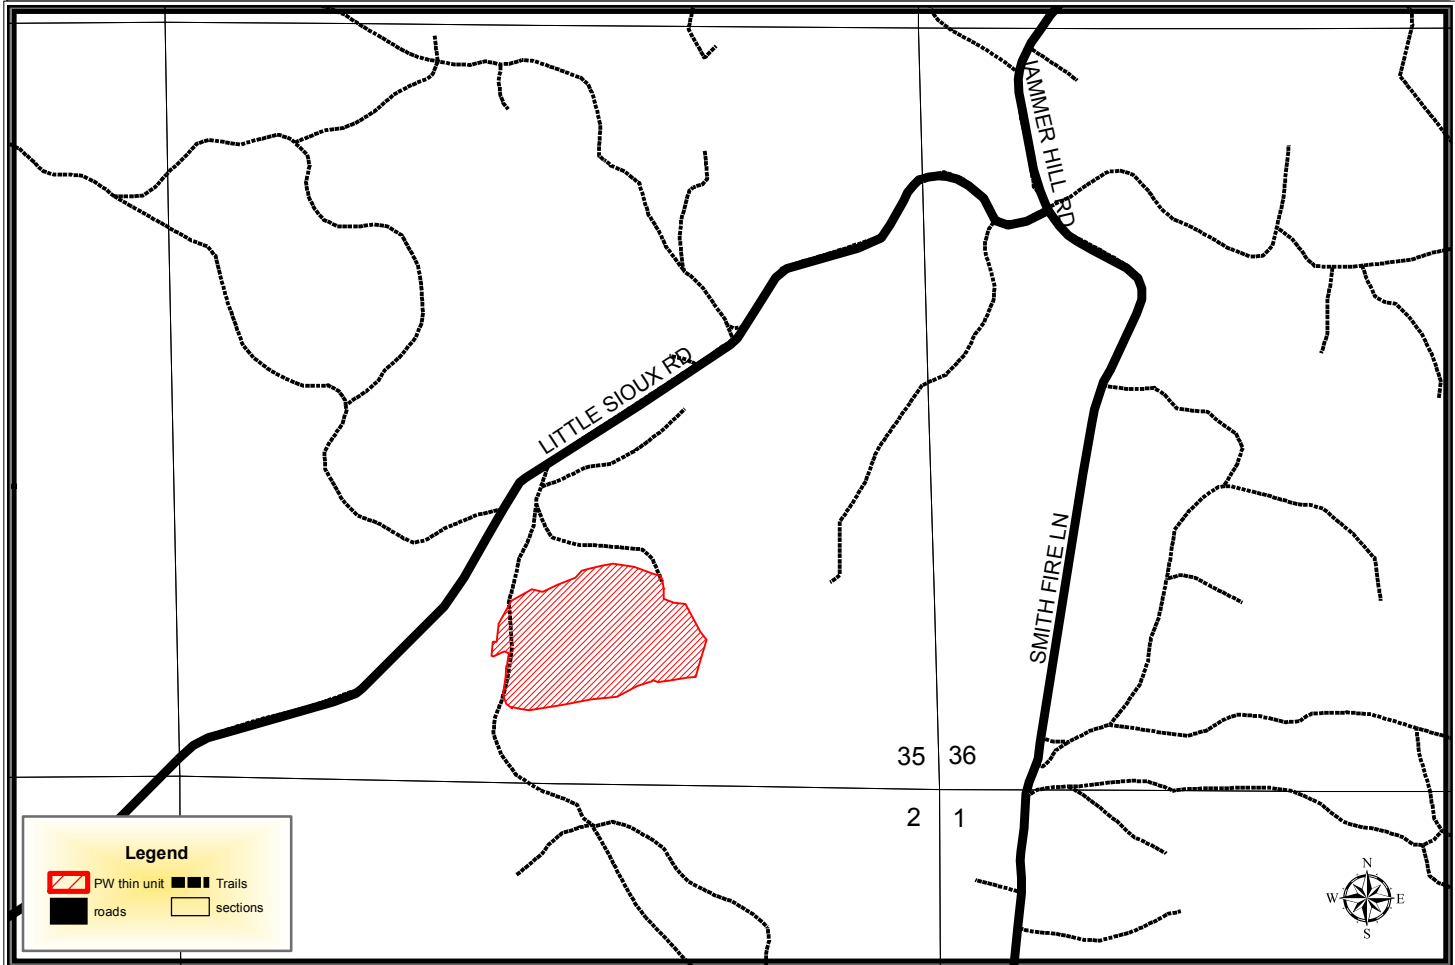 HILL RD
LITTLE SIOUX RD
SMITH FIRE LN
35 36
2 1
Legend
PW thin unit
Trails
roads
sections
N
W E
S